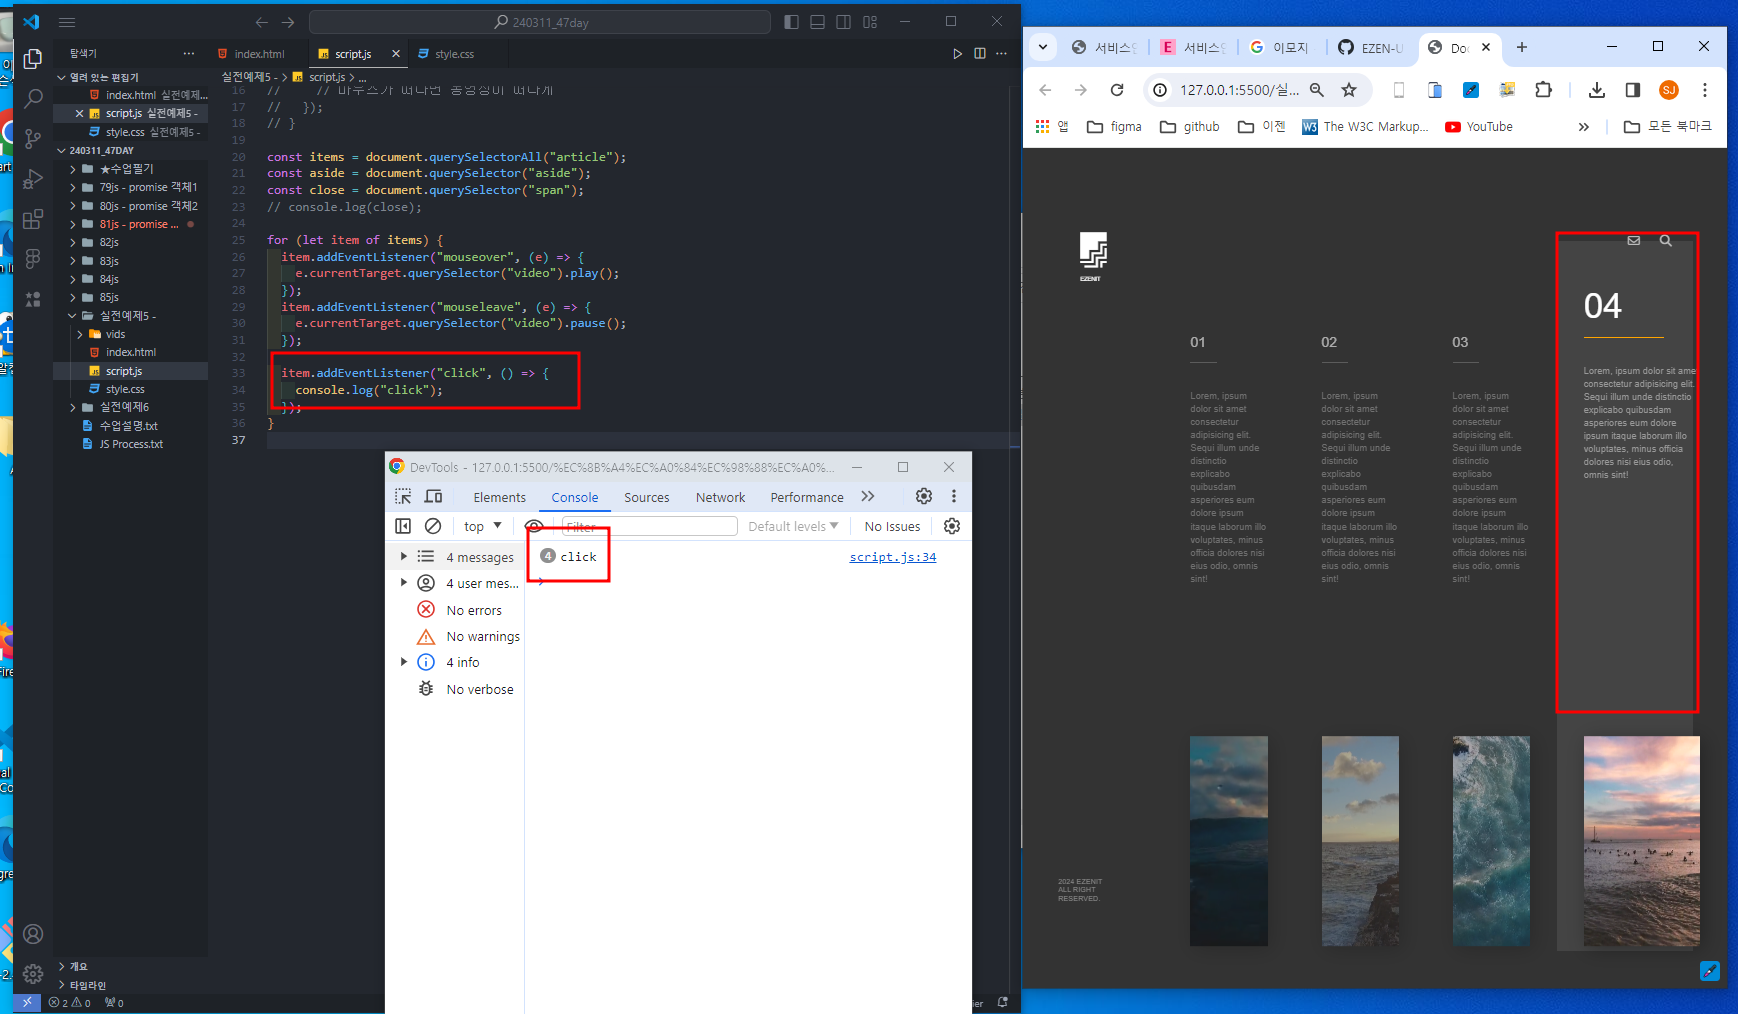 240311_47day
탐색기
index.html
script.js
style.css
열려 있는 편집기
index.html 실전예제...
script.js 실전예제5 -
style.css 실전예제5 -
240311_47DAY
★수업필기
79js - promise 객체1
80js - promise 객체2
81js - promise ...
82js
83js
84js
85js
실전예제5 -
vids
index.html
script.js
style.css
실전예제6
수업설명.txt
JS Process.txt
개요
타임라인
2 0 0
실전예제5 - > script.js > ...
16 // // 마우스가 떠나면 동영상이 떠나게
17 // });
18 // }
19
20 const items = document.querySelectorAll("article");
21 const aside = document.querySelector("aside");
22 const close = document.querySelector("span");
23 // console.log(close);
24
25 for (let item of items) {
26 item.addEventListener("mouseover", (e) => {
27 e.currentTarget.querySelector("video").play();
28 });
29 item.addEventListener("mouseleave", (e) => {
30 e.currentTarget.querySelector("video").pause();
31 });
32
33 item.addEventListener("click", () => {
34 console.log("click");
35 });
36 }
37
DevTools - 127.0.0.1:5500/%EC%8B%A4%EC%A0%84%EC%98%88%EC%A0%...
Elements Console Sources Network Performance
top Filter Default levels No Issues
4 messages
4 user mes...
No errors
No warnings
4 info
No verbose
4 click script.js:34
서비스
서비스
이모지
EZEN-U
Doc
127.0.0.1:5500/실...
SJ
앱 figma github 이젠 The W3C Markup... YouTube 모든 북마크
EZENIT
01
Lorem, ipsum
dolor sit amet
consectetur
adipisicing elit.
Sequi illum unde
distinctio
explicabo
quibusdam
asperiores eum
dolore ipsum
itaque laborum illo
voluptates, minus
officia dolores nisi
eius odio, omnis
sint!
02
Lorem, ipsum
dolor sit amet
consectetur
adipisicing elit.
Sequi illum unde
distinctio
explicabo
quibusdam
asperiores eum
dolore ipsum
itaque laborum illo
voluptates, minus
officia dolores nisi
eius odio, omnis
sint!
03
Lorem, ipsum
dolor sit amet
consectetur
adipisicing elit.
Sequi illum unde
distinctio
explicabo
quibusdam
asperiores eum
dolore ipsum
itaque laborum illo
voluptates, minus
officia dolores nisi
eius odio, omnis
sint!
04
Lorem, ipsum dolor sit ame
consectetur adipisicing elit.
Sequi illum unde distinctio
explicabo quibusdam
asperiores eum dolore
ipsum itaque laborum illo
voluptates, minus officia
dolores nisi eius odio,
omnis sint!
2024 EZENIT
ALL RIGHT
RESERVED.